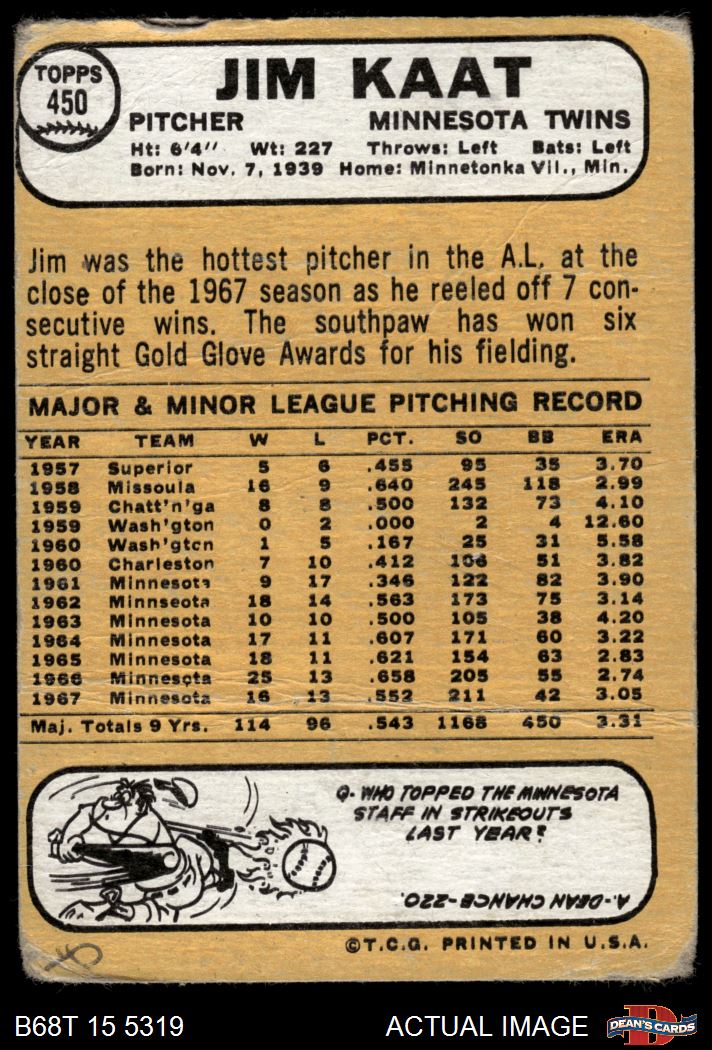 TOPPS
450
JIM KAAT
PITCHER MINNESOTA TWINS
Ht: 6'4" Wt: 227 Throws: Left Bats: Left
Born: Nov. 7, 1939 Home: Minnetonka Vil., Min.
Jim was the hottest pitcher in the A.L. at the
close of the 1967 season as he reeled off 7 con-
secutive wins. The southpaw has won six
straight Gold Glove Awards for his fielding.
MAJOR & MINOR LEAGUE PITCHING RECORD
YEAR TEAM W L PCT. SO BB ERA
1957 Superior 5 6 .455 95 35 3.70
1958 Missoula 16 9 .640 245 118 2.99
1959 Chatt'n'ga 8 8 .500 132 73 4.10
1959 Wash'gton 0 2 .000 2 4 12.60
1960 Wash'gton 1 5 .167 25 31 5.58
1960 Charleston 7 10 .412 106 51 3.82
1961 Minnesota 9 17 .346 122 82 3.90
1962 Minnseota 18 14 .563 173 75 3.14
1963 Minnesota 10 10 .500 105 38 4.20
1964 Minnesota 17 11 .607 171 60 3.22
1965 Minnesota 18 11 .621 154 63 2.83
1966 Minnesota 25 13 .658 205 55 2.74
1967 Minnesota 16 13 .552 211 42 3.05
Maj. Totals 9 Yrs. 114 96 .543 1168 450 3.31
Q- WHO TOPPED THE MINNESOTA
STAFF IN STRIKEOUTS
LAST YEAR?
A-DEAN CHANCE-220.
©T.C.G. PRINTED IN U.S.A.
B68T 15 5319 ACTUAL IMAGE DEAN'S CARDS